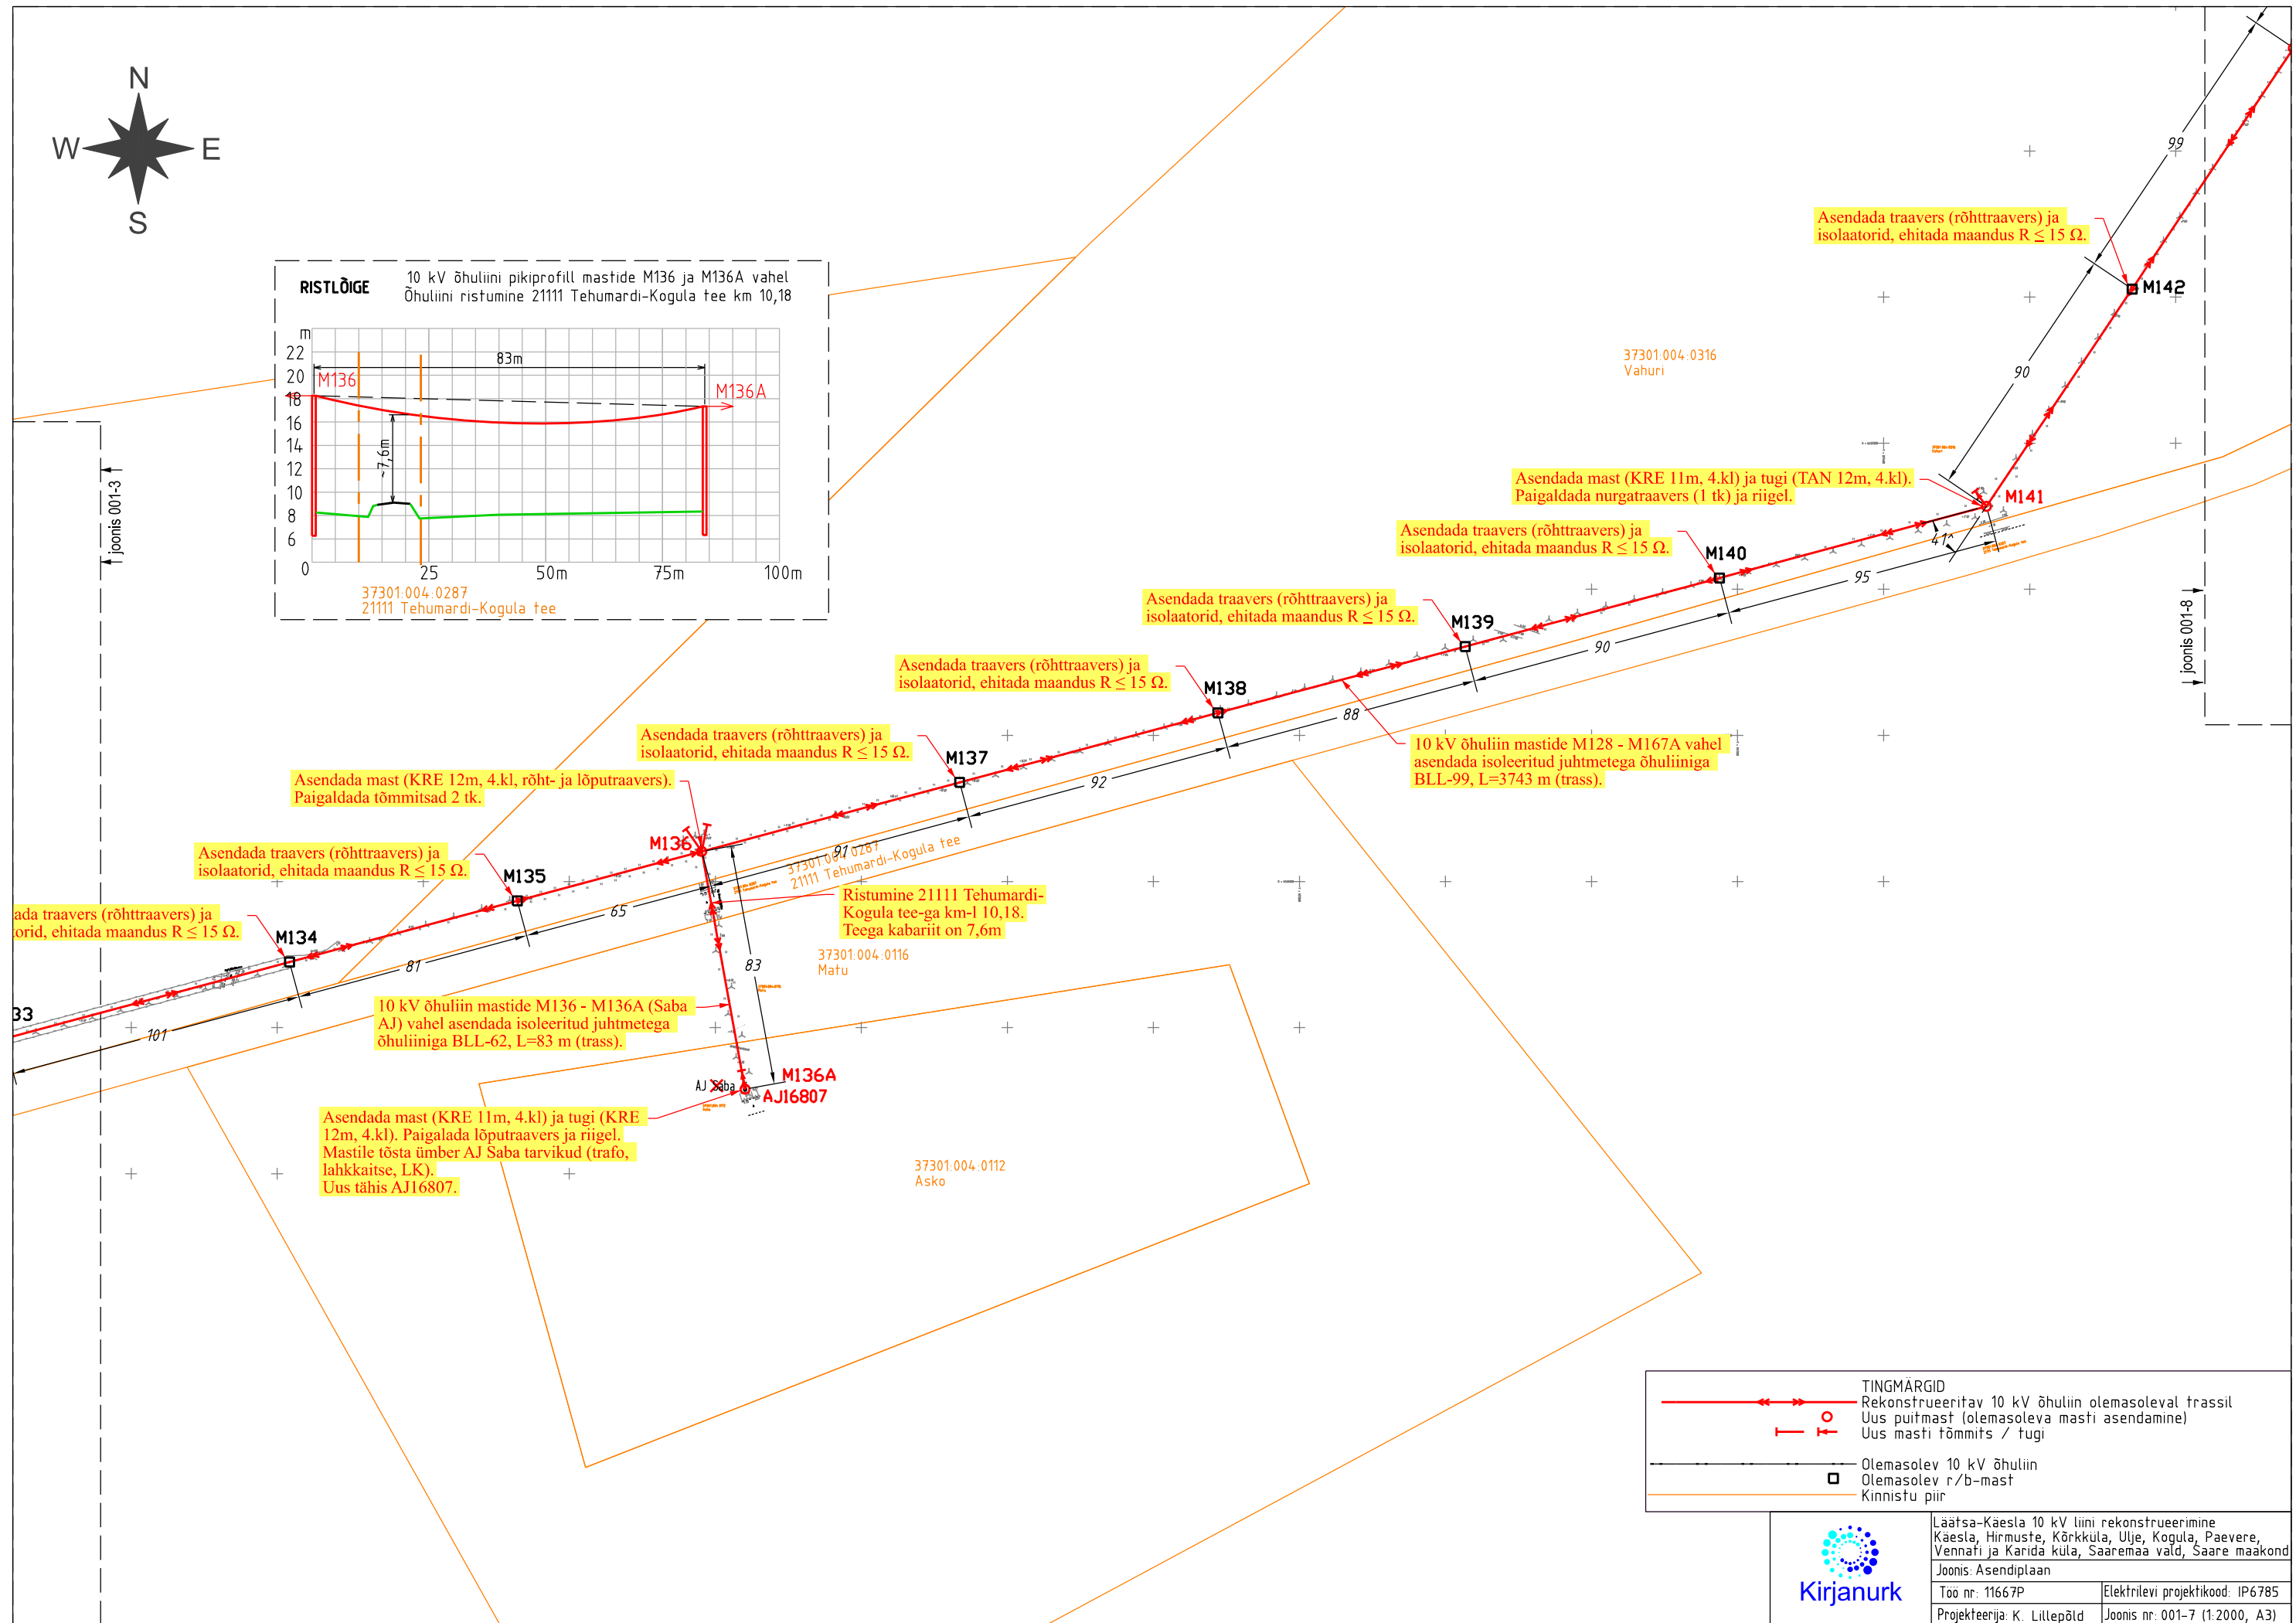 N
W
E
S
RISTLÕIGE
10 kV õhuliini pikiprofill mastide M136 ja M136A vahel
Õhuliini ristumine 21111 Tehumardi-Kogula tee km 10,18
m
22
20
18
16
14
12
10
8
6
0
25
50m
75m
100m
83m
M136
M136A
~7,6m
37301:004:0287
21111 Tehumardi-Kogula tee
joonis 001-3
joonis 001-8
99
Asendada traavers (rõhttraavers) ja
isolaatorid, ehitada maandus R ≤ 15 Ω.
M142
37301:004:0316
Vahuri
90
Asendada mast (KRE 11m, 4.kl) ja tugi (TAN 12m, 4.kl).
Paigaldada nurgatraavers (1 tk) ja riigel.
M141
41^
Asendada traavers (rõhttraavers) ja
isolaatorid, ehitada maandus R ≤ 15 Ω.
M140
95
Asendada traavers (rõhttraavers) ja
isolaatorid, ehitada maandus R ≤ 15 Ω.
M139
90
Asendada traavers (rõhttraavers) ja
isolaatorid, ehitada maandus R ≤ 15 Ω.
M138
88
10 kV õhuliin mastide M128 - M167A vahel
asendada isoleeritud juhtmetega õhuliiniga
BLL-99, L=3743 m (trass).
Asendada traavers (rõhttraavers) ja
isolaatorid, ehitada maandus R ≤ 15 Ω.
M137
92
Asendada mast (KRE 12m, 4.kl, rõht- ja lõputraavers).
Paigaldada tõmmitsad 2 tk.
M136
91
37301:004:0287
21111 Tehumardi-Kogula tee
Asendada traavers (rõhttraavers) ja
isolaatorid, ehitada maandus R ≤ 15 Ω.
M135
65
Ristumine 21111 Tehumardi-
Kogula tee-ga km-l 10,18.
Teega kabariit on 7,6m
ada traavers (rõhttraavers) ja
orid, ehitada maandus R ≤ 15 Ω.
M134
81
83
37301:004:0116
Matu
33
101
10 kV õhuliin mastide M136 - M136A (Saba
AJ) vahel asendada isoleeritud juhtmetega
õhuliiniga BLL-62, L=83 m (trass).
AJ Saba
M136A
AJ16807
Asendada mast (KRE 11m, 4.kl) ja tugi (KRE
12m, 4.kl). Paigalada lõputraavers ja riigel.
Mastile tõsta ümber AJ Saba tarvikud (trafo,
lahkkaitse, LK).
Uus tähis AJ16807.
37301:004:0112
Asko
TINGMÄRGID
Rekonstrueeritav 10 kV õhuliin olemasoleval trassil
Uus puitmast (olemasoleva masti asendamine)
Uus masti tõmmits / tugi
Olemasolev 10 kV õhuliin
Olemasolev r/b-mast
Kinnistu piir
Kirjanurk
Läätsa-Käesla 10 kV liini rekonstrueerimine
Käesla, Hirmuste, Kõrkküla, Ulje, Kogula, Paevere,
Vennati ja Karida küla, Saaremaa vald, Saare maakond
Joonis: Asendiplaan
Töö nr: 11667P
Elektrilevi projektikood: IP6785
Projekteerija: K. Lillepõld
Joonis nr: 001-7 (1:2000, A3)